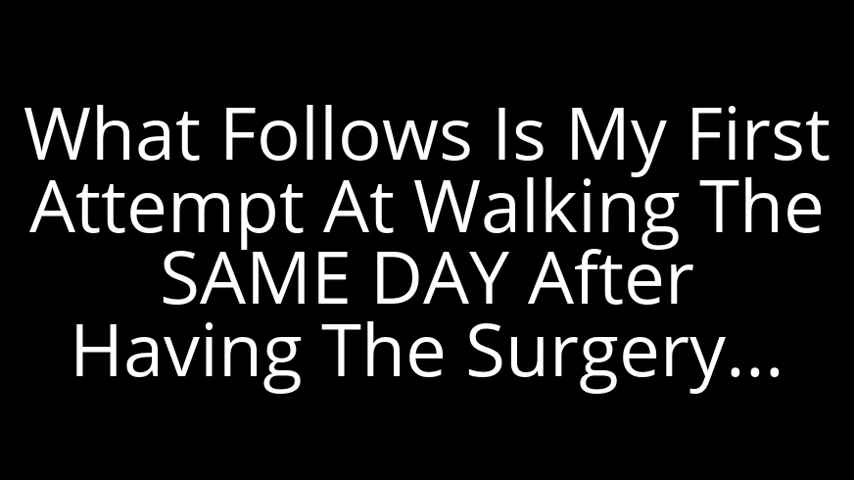 What Follows Is My First
Attempt At Walking The
SAME DAY After
Having The Surgery...